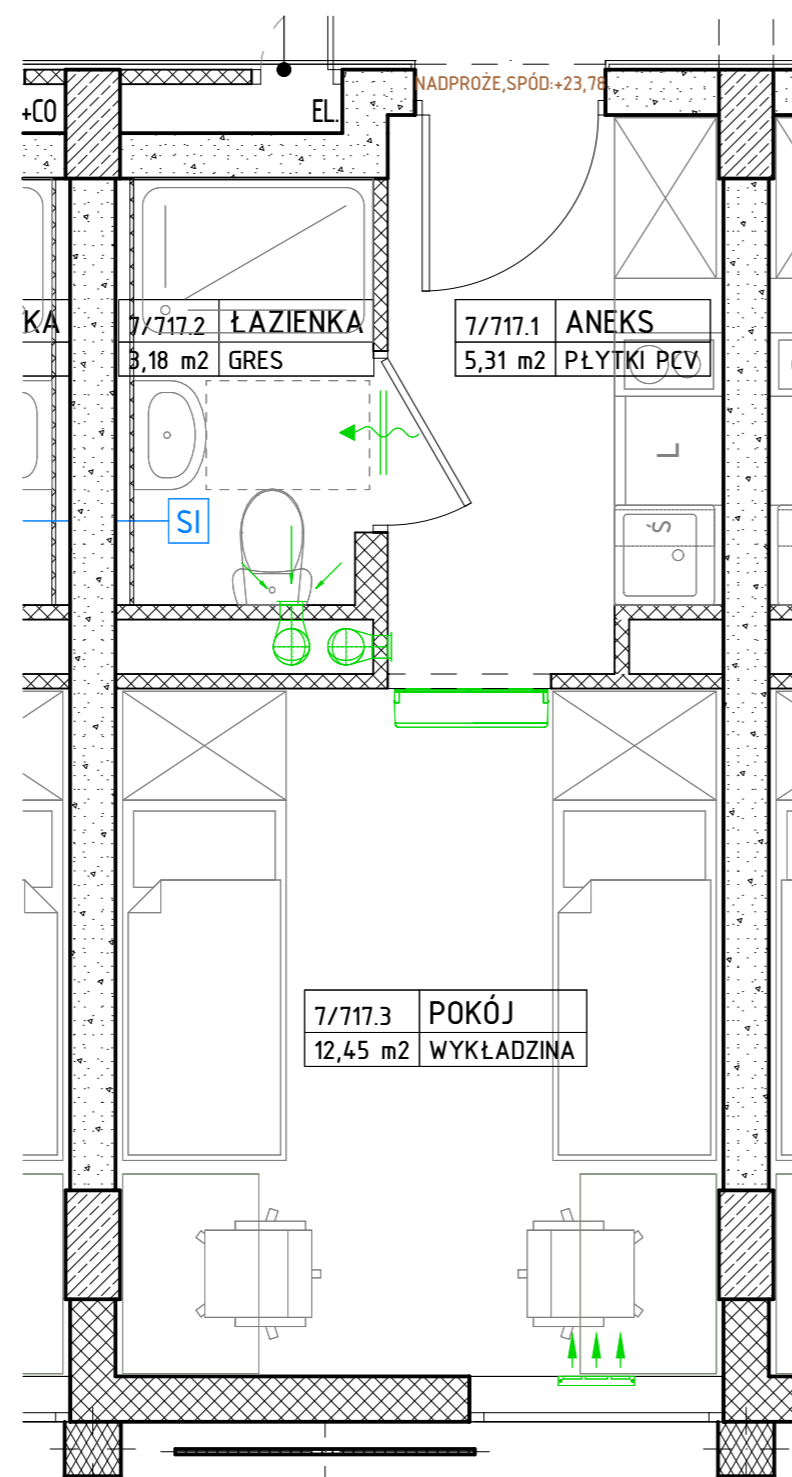 NADPROŻE,SPÓD:+23,78
+CO
EL.
KA
7/717.2 ŁAZIENKA
3,18 m2 GRES
7/717.1 ANEKS
5,31 m2 PŁYTKI PCV
L
SI
Ś
7/717.3 POKÓJ
12,45 m2 WYKŁADZINA